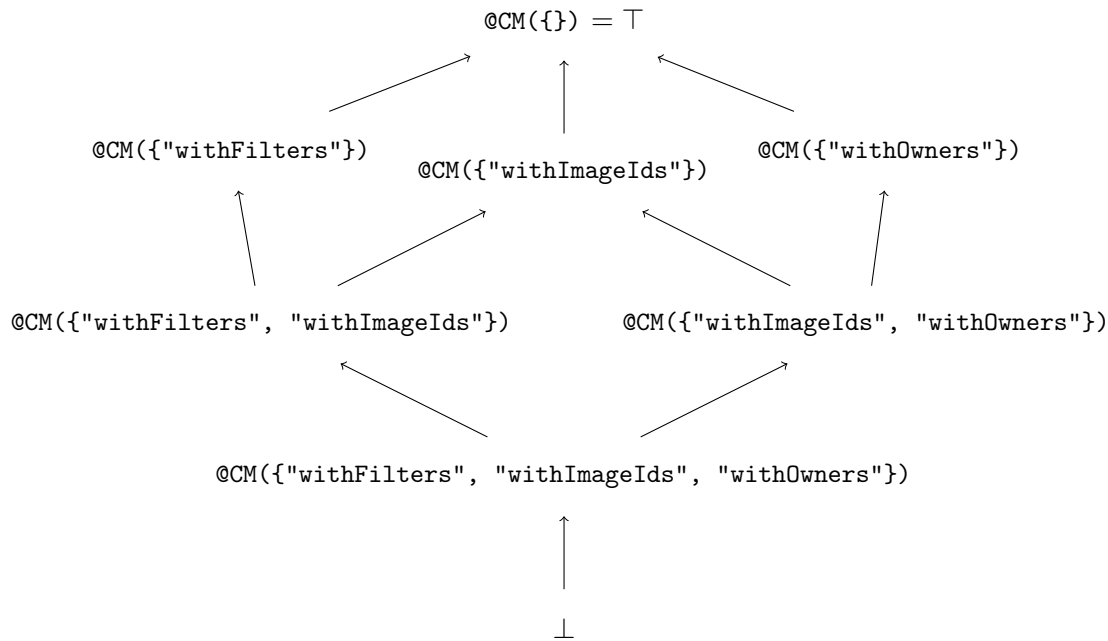 @CM({}) = ⊤
@CM({"withFilters"})
@CM({"withImageIds"})
@CM({"withOwners"})
@CM({"withFilters", "withImageIds"})
@CM({"withImageIds", "withOwners"})
@CM({"withFilters", "withImageIds", "withOwners"})
⊥